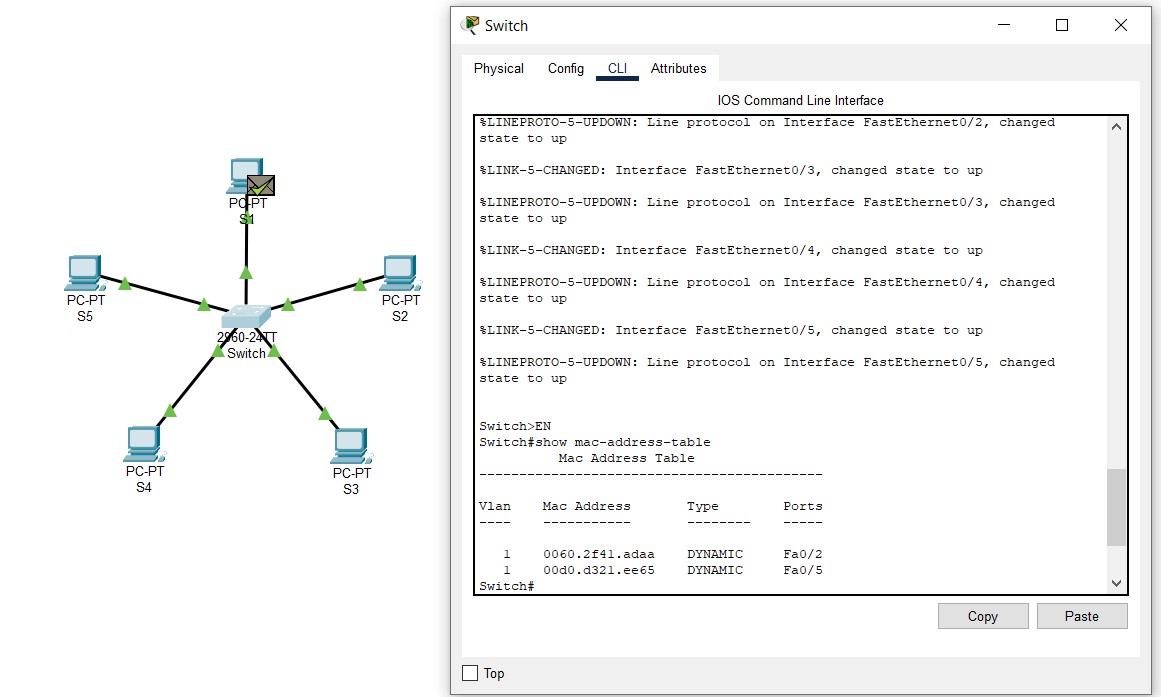 PC-PT
S1
PC-PT
S5
PC-PT
S2
2960-24TT
Switch
PC-PT
S4
PC-PT
S3
Switch
Physical Config CLI Attributes
IOS Command Line Interface
%LINEPROTO-5-UPDOWN: Line protocol on Interface FastEthernet0/2, changed
state to up
%LINK-5-CHANGED: Interface FastEthernet0/3, changed state to up
%LINEPROTO-5-UPDOWN: Line protocol on Interface FastEthernet0/3, changed
state to up
%LINK-5-CHANGED: Interface FastEthernet0/4, changed state to up
%LINEPROTO-5-UPDOWN: Line protocol on Interface FastEthernet0/4, changed
state to up
%LINK-5-CHANGED: Interface FastEthernet0/5, changed state to up
%LINEPROTO-5-UPDOWN: Line protocol on Interface FastEthernet0/5, changed
state to up
Switch>EN
Switch#show mac-address-table
Mac Address Table
-------------------------------------------
Vlan Mac Address Type Ports
---- ----------- -------- -----
1 0060.2f41.adaa DYNAMIC Fa0/2
1 00d0.d321.ee65 DYNAMIC Fa0/5
Switch#
Copy Paste
Top